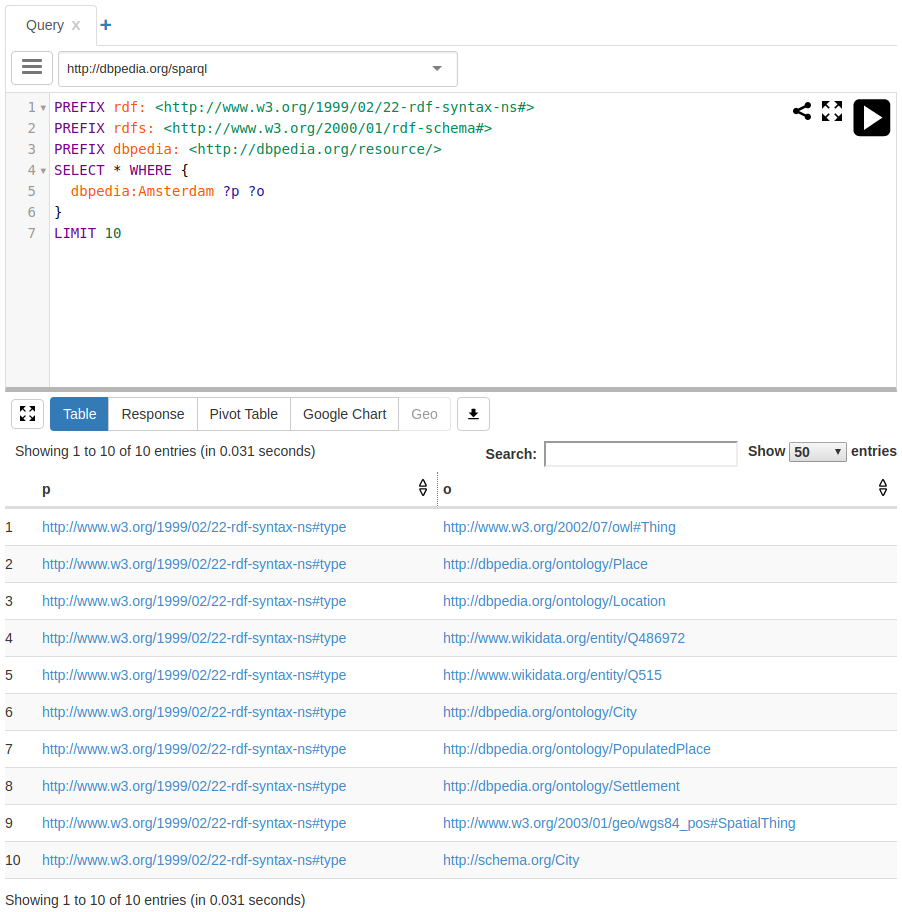 Query x +
http://dbpedia.org/sparql
1 PREFIX rdf: <http://www.w3.org/1999/02/22-rdf-syntax-ns#>
2 PREFIX rdfs: <http://www.w3.org/2000/01/rdf-schema#>
3 PREFIX dbpedia: <http://dbpedia.org/resource/>
4 SELECT * WHERE {
5 dbpedia:Amsterdam ?p ?o
6 }
7 LIMIT 10
Table Response Pivot Table Google Chart Geo
Showing 1 to 10 of 10 entries (in 0.031 seconds) Search: Show 50 entries
p o
1 http://www.w3.org/1999/02/22-rdf-syntax-ns#type http://www.w3.org/2002/07/owl#Thing
2 http://www.w3.org/1999/02/22-rdf-syntax-ns#type http://dbpedia.org/ontology/Place
3 http://www.w3.org/1999/02/22-rdf-syntax-ns#type http://dbpedia.org/ontology/Location
4 http://www.w3.org/1999/02/22-rdf-syntax-ns#type http://www.wikidata.org/entity/Q486972
5 http://www.w3.org/1999/02/22-rdf-syntax-ns#type http://www.wikidata.org/entity/Q515
6 http://www.w3.org/1999/02/22-rdf-syntax-ns#type http://dbpedia.org/ontology/City
7 http://www.w3.org/1999/02/22-rdf-syntax-ns#type http://dbpedia.org/ontology/PopulatedPlace
8 http://www.w3.org/1999/02/22-rdf-syntax-ns#type http://dbpedia.org/ontology/Settlement
9 http://www.w3.org/1999/02/22-rdf-syntax-ns#type http://www.w3.org/2003/01/geo/wgs84_pos#SpatialThing
10 http://www.w3.org/1999/02/22-rdf-syntax-ns#type http://schema.org/City
Showing 1 to 10 of 10 entries (in 0.031 seconds)